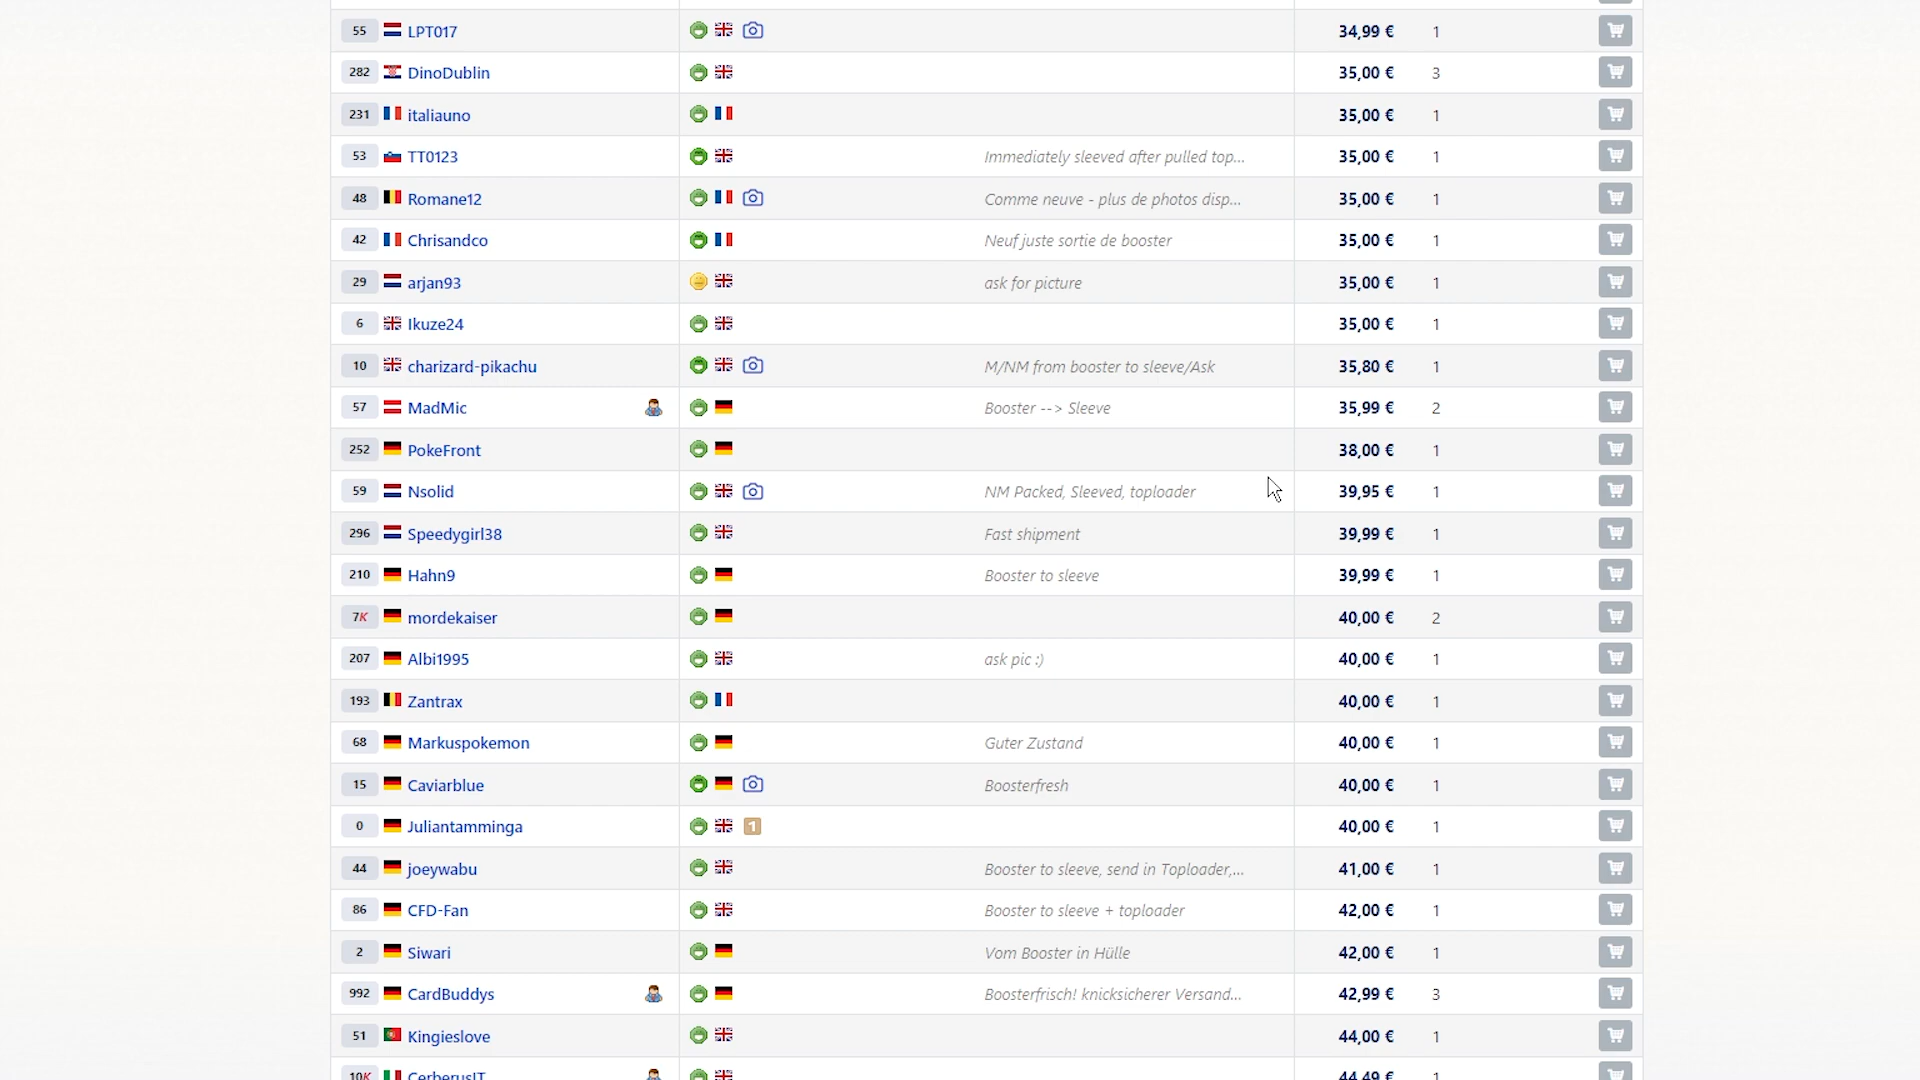 55 LPT017 34,99 € 1
282 DinoDublin 35,00 € 3
231 italiauno 35,00 € 1
53 TT0123 Immediately sleeved after pulled top... 35,00 € 1
48 Romane12 Comme neuve - plus de photos disp... 35,00 € 1
42 Chrisandco Neuf juste sortie de booster 35,00 € 1
29 arjan93 ask for picture 35,00 € 1
6 Ikuze24 35,00 € 1
10 charizard-pikachu M/NM from booster to sleeve/Ask 35,80 € 1
57 MadMic Booster --> Sleeve 35,99 € 2
252 PokeFront 38,00 € 1
59 Nsolid NM Packed, Sleeved, toploader 39,95 € 1
296 Speedygirl38 Fast shipment 39,99 € 1
210 Hahn9 Booster to sleeve 39,99 € 1
7K mordekaiser 40,00 € 2
207 Albi1995 ask pic :) 40,00 € 1
193 Zantrax 40,00 € 1
68 Markuspokemon Guter Zustand 40,00 € 1
15 Caviarblue Boosterfresh 40,00 € 1
0 Juliantamminga 1 40,00 € 1
44 joeywabu Booster to sleeve, send in Toploader,... 41,00 € 1
86 CFD-Fan Booster to sleeve + toploader 42,00 € 1
2 Siwari Vom Booster in Hülle 42,00 € 1
992 CardBuddys Boosterfrisch! knicksicherer Versand... 42,99 € 3
51 Kingieslove 44,00 € 1
10K CerberusIT 44,49 € 1